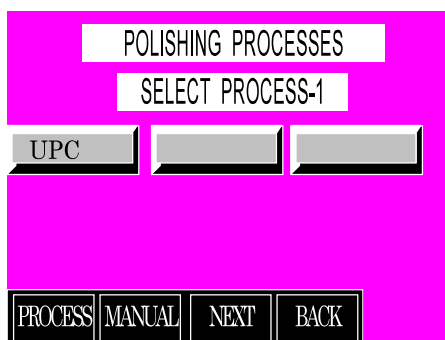 POLISHING PROCESSES
SELECT PROCESS-1
UPC
PROCESS MANUAL NEXT BACK